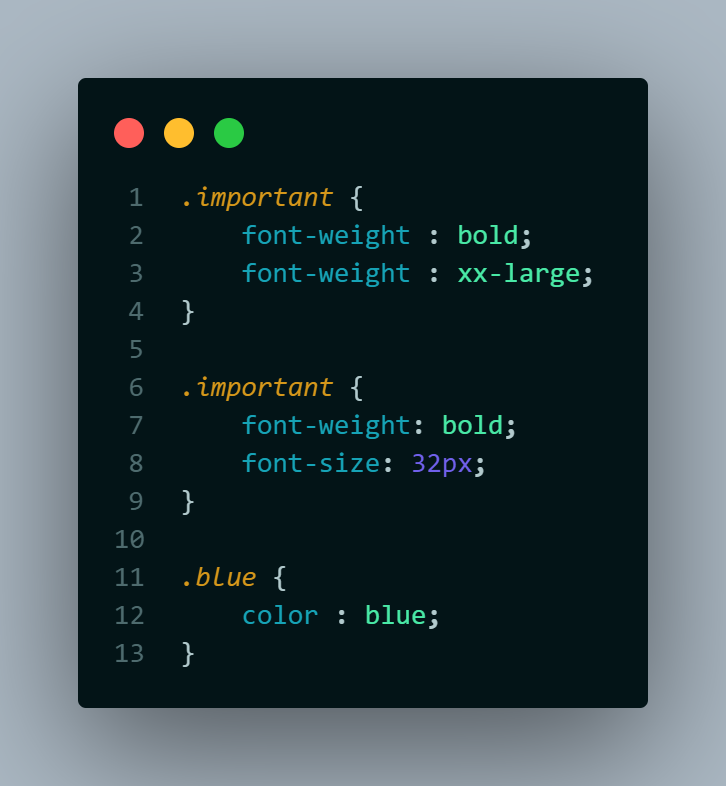 1 .important {
2     font-weight : bold;
3     font-weight : xx-large;
4 }
5
6 .important {
7     font-weight: bold;
8     font-size: 32px;
9 }
10
11 .blue {
12     color : blue;
13 }